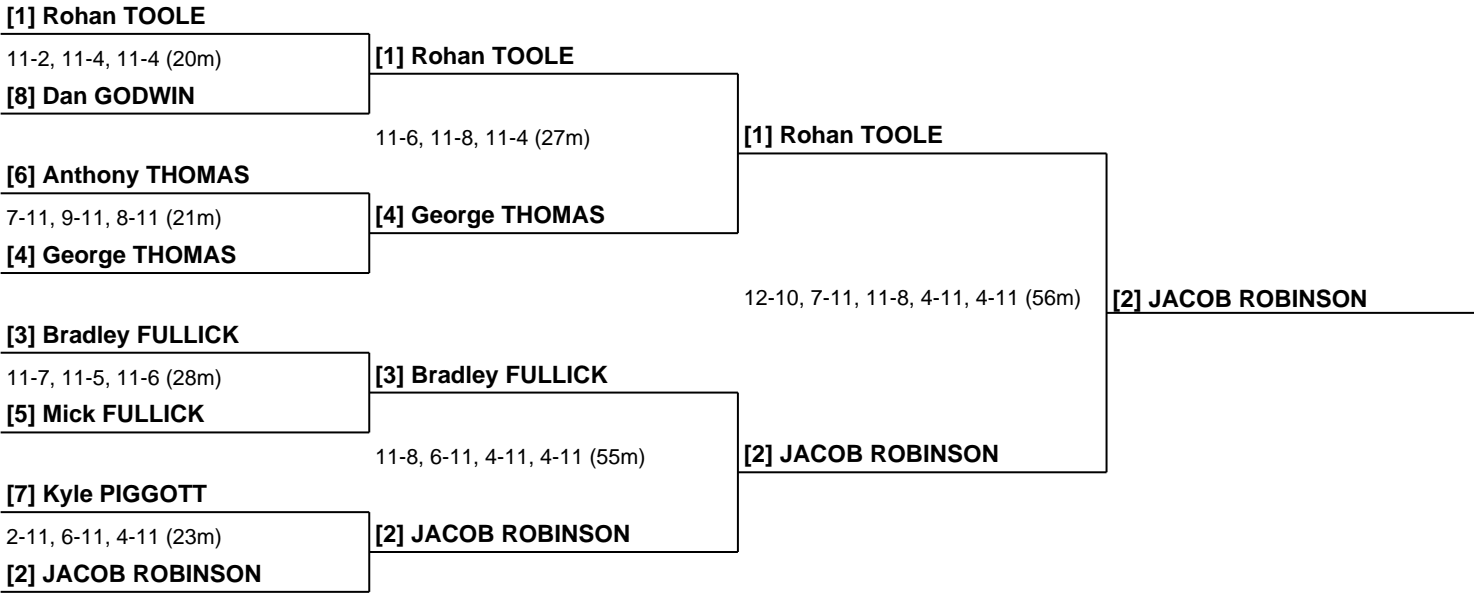 [1] Rohan TOOLE
11-2, 11-4, 11-4 (20m)
[8] Dan GODWIN
[6] Anthony THOMAS
7-11, 9-11, 8-11 (21m)
[4] George THOMAS
[3] Bradley FULLICK
11-7, 11-5, 11-6 (28m)
[5] Mick FULLICK
[7] Kyle PIGGOTT
2-11, 6-11, 4-11 (23m)
[2] JACOB ROBINSON
[1] Rohan TOOLE
11-6, 11-8, 11-4 (27m)
[4] George THOMAS
[3] Bradley FULLICK
11-8, 6-11, 4-11, 4-11 (55m)
[2] JACOB ROBINSON
[1] Rohan TOOLE
12-10, 7-11, 11-8, 4-11, 4-11 (56m)
[2] JACOB ROBINSON
[2] JACOB ROBINSON